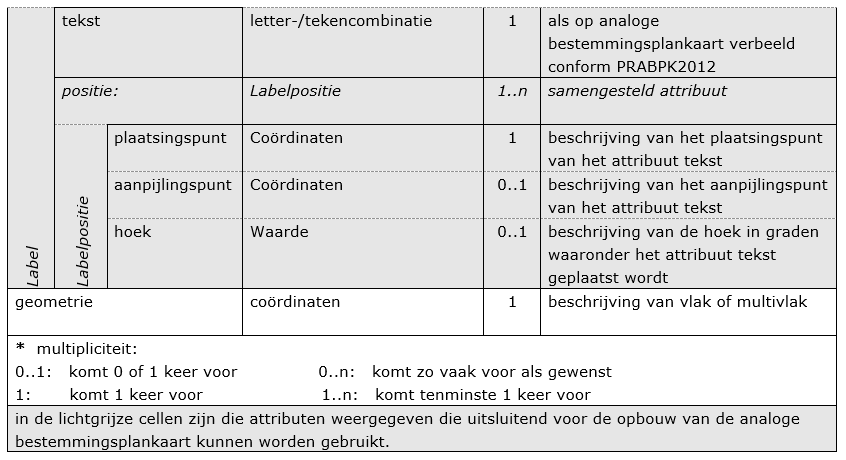 tekst letter-/tekencombinatie 1 als op analoge
bestemmingsplankaart verbeeld
conform PRABPK2012
positie: Labelpositie 1..n samengesteld attribuut
plaatsingspunt Coördinaten 1 beschrijving van het plaatsingspunt
van het attribuut tekst
aanpijlingspunt Coördinaten 0..1 beschrijving van het aanpijlingspunt
van het attribuut tekst
hoek Waarde 0..1 beschrijving van de hoek in graden
waaronder het attribuut tekst
geplaatst wordt
Label
Labelpositie
geometrie coördinaten 1 beschrijving van vlak of multivlak
* multipliciteit:
0..1: komt 0 of 1 keer voor 0..n: komt zo vaak voor als gewenst
1: komt 1 keer voor 1..n: komt tenminste 1 keer voor
in de lichtgrijze cellen zijn die attributen weergegeven die uitsluitend voor de opbouw van de analoge
bestemmingsplankaart kunnen worden gebruikt.